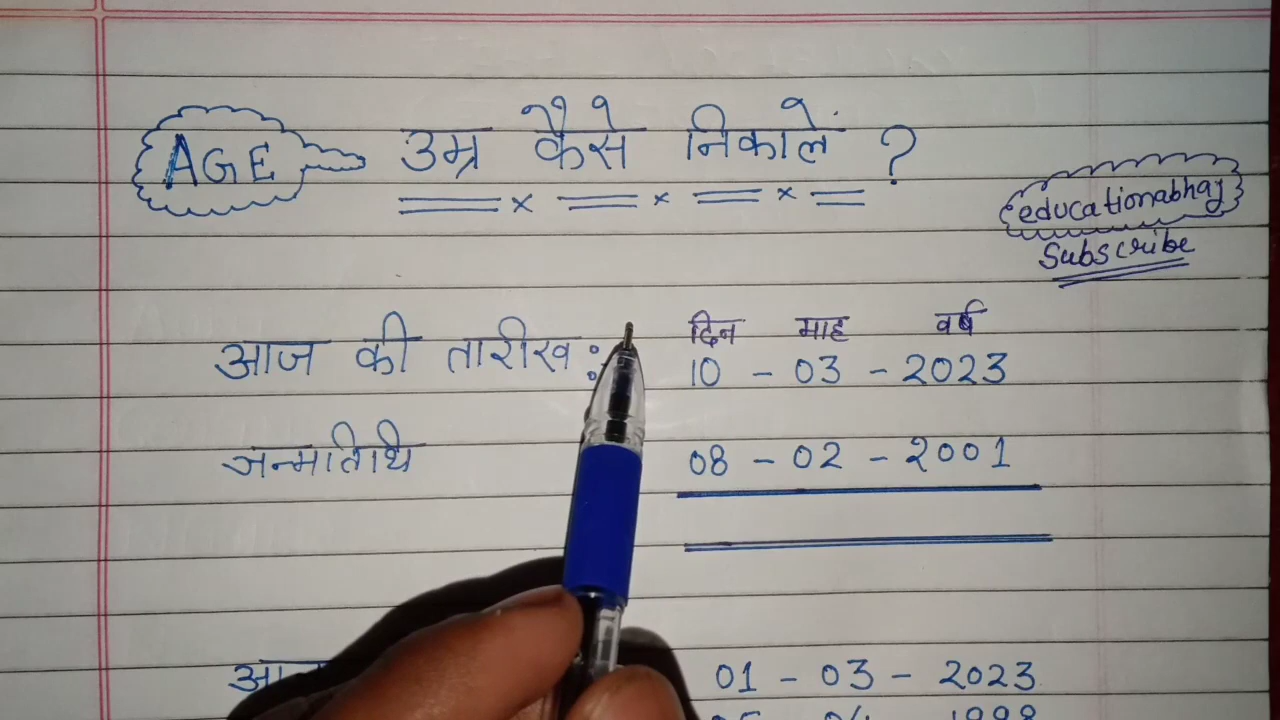 AGE उम्र कैसे निकाले ?
educationabhay
Subscribe
दिन माह वर्ष
आज की तारीख : 10 - 03 - 2023
जन्मतिथि 08 - 02 - 2001
01 - 03 - 2023